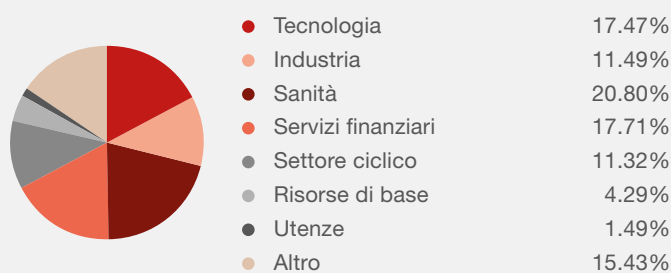 Tecnologia 17.47%
Industria 11.49%
Sanità 20.80%
Servizi finanziari 17.71%
Settore ciclico 11.32%
Risorse di base 4.29%
Utenze 1.49%
Altro 15.43%